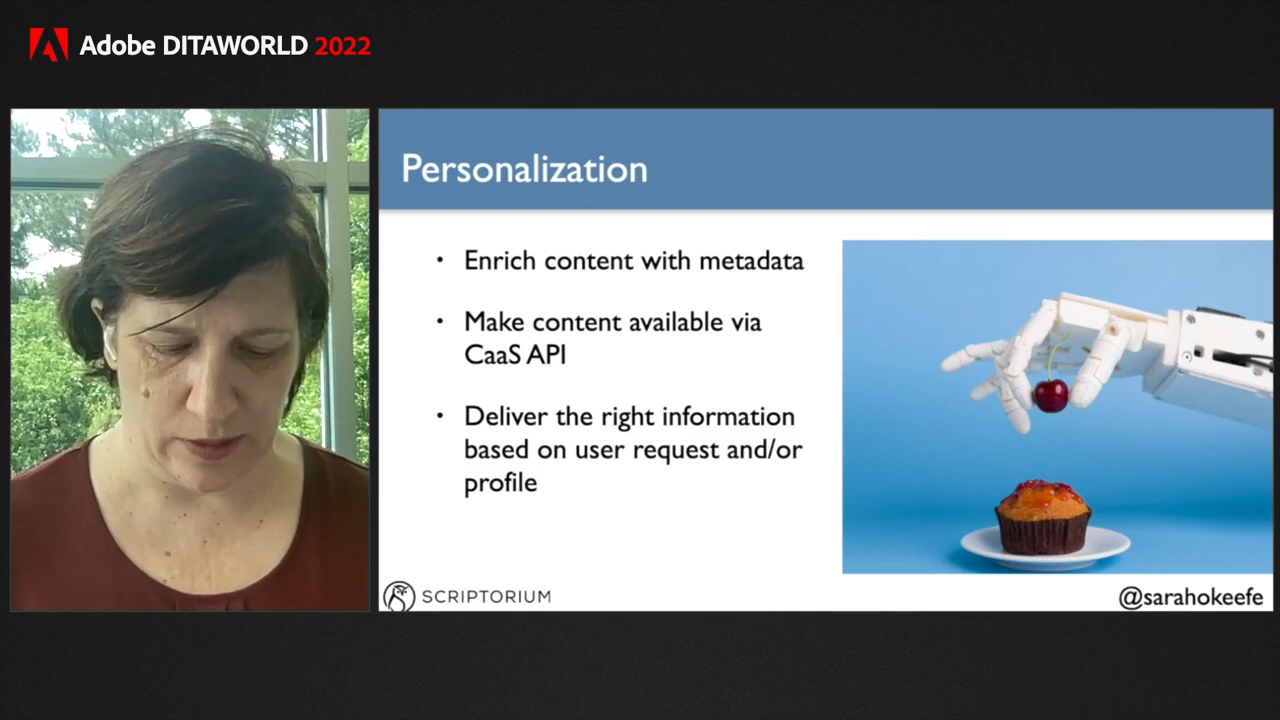 Adobe DITAWORLD 2022
Personalization
• Enrich content with metadata
• Make content available via
CaaS API
• Deliver the right information
based on user request and/or
profile
SCRIPTORIUM
@sarahokeefe